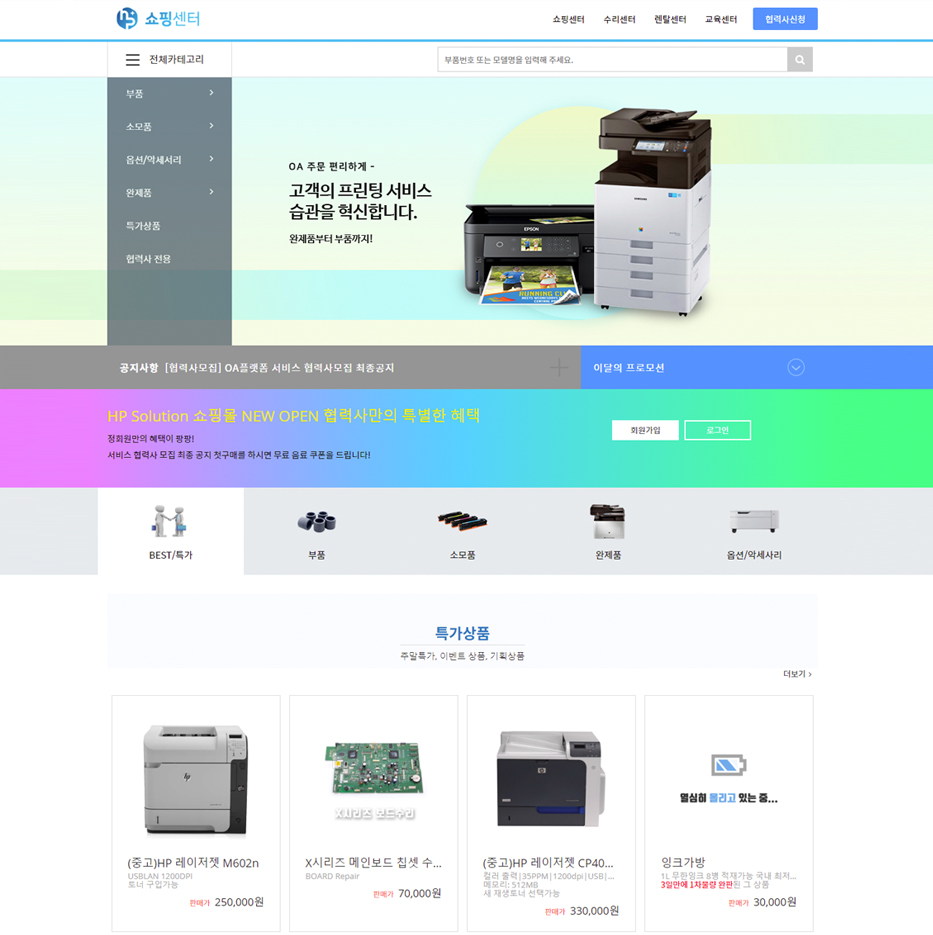 쇼핑센터
쇼핑센터 수리센터 렌탈센터 교육센터 협력사신청
전체카테고리
부품번호 또는 모델명을 입력해 주세요.
부품
소모품
옵션/악세서리
완제품
특가상품
협력사 전용
OA 주문 편리하게 -
고객의 프린팅 서비스
습관을 혁신합니다.
완제품부터 부품까지!
EPSON
SAMSUNG
RUNNING CL
공지사항 [협력사모집] OA플랫폼 서비스 협력사모집 최종공지
이달의 프로모션
HP Solution 쇼핑몰 NEW OPEN 협력사만의 특별한 혜택
정회원만의 혜택이 팡팡!
서비스 협력사 모집 최종 공지 첫구매를 하시면 무료 음료 쿠폰을 드립니다!
회원가입 로그인
BEST/특가 부품 소모품 완제품 옵션/악세사리
특가상품
주말특가, 이벤트 상품, 기획상품
더보기 >
hp
X시리즈 보드수리
열심히 올리고 있는 중...
(중고)HP 레이저젯 M602n
USBLAN 1200DPI
토너 구입가능
판매가 250,000원
X시리즈 메인보드 칩셋 수...
BOARD Repair
판매가 70,000원
(중고)HP 레이저젯 CP40...
컬러 출력|35PPM|1200dpi|USB|...
메모리: 512MB
새 재생토너 선택가능
판매가 330,000원
잉크가방
1L 무한잉크 8병 적재가능 국내 최저...
3일만에 1차물량 완판된 그 상품
판매가 30,000원